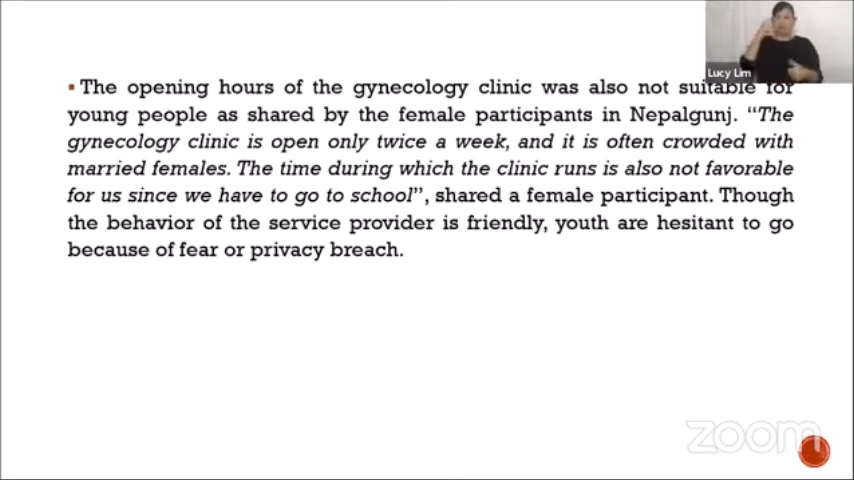 Lucy Lim
▪ The opening hours of the gynecology clinic was also not suitable for
young people as shared by the female participants in Nepalgunj. “The
gynecology clinic is open only twice a week, and it is often crowded with
married females. The time during which the clinic runs is also not favorable
for us since we have to go to school”, shared a female participant. Though
the behavior of the service provider is friendly, youth are hesitant to go
because of fear or privacy breach.
zoom